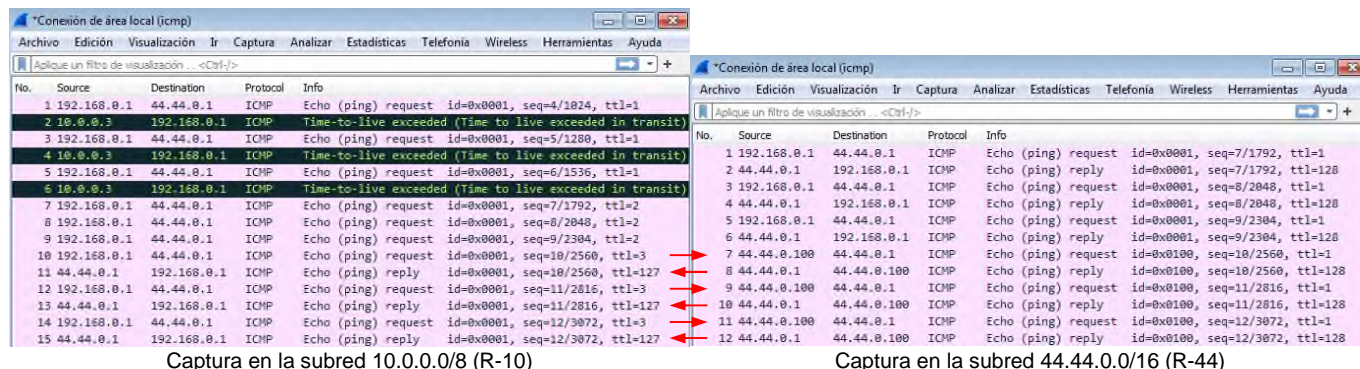 *Conexión de área local (icmp)
Archivo Edición Visualización Ir Captura Analizar Estadísticas Telefonía Wireless Herramientas Ayuda
Aplique un filtro de visualización ... <Ctrl-/>
+
No. Source Destination Protocol Info
1 192.168.0.1 44.44.0.1 ICMP Echo (ping) request id=0x0001, seq=4/1024, ttl=1
2 10.0.0.3 192.168.0.1 ICMP Time-to-live exceeded (Time to live exceeded in transit)
3 192.168.0.1 44.44.0.1 ICMP Echo (ping) request id=0x0001, seq=5/1280, ttl=1
4 10.0.0.3 192.168.0.1 ICMP Time-to-live exceeded (Time to live exceeded in transit)
5 192.168.0.1 44.44.0.1 ICMP Echo (ping) request id=0x0001, seq=6/1536, ttl=1
6 10.0.0.3 192.168.0.1 ICMP Time-to-live exceeded (Time to live exceeded in transit)
7 192.168.0.1 44.44.0.1 ICMP Echo (ping) request id=0x0001, seq=7/1792, ttl=2
8 192.168.0.1 44.44.0.1 ICMP Echo (ping) request id=0x0001, seq=8/2048, ttl=2
9 192.168.0.1 44.44.0.1 ICMP Echo (ping) request id=0x0001, seq=9/2304, ttl=2
10 192.168.0.1 44.44.0.1 ICMP Echo (ping) request id=0x0001, seq=10/2560, ttl=3
11 44.44.0.1 192.168.0.1 ICMP Echo (ping) reply id=0x0001, seq=10/2560, ttl=127
12 192.168.0.1 44.44.0.1 ICMP Echo (ping) request id=0x0001, seq=11/2816, ttl=3
13 44.44.0.1 192.168.0.1 ICMP Echo (ping) reply id=0x0001, seq=11/2816, ttl=127
14 192.168.0.1 44.44.0.1 ICMP Echo (ping) request id=0x0001, seq=12/3072, ttl=3
15 44.44.0.1 192.168.0.1 ICMP Echo (ping) reply id=0x0001, seq=12/3072, ttl=127
Captura en la subred 10.0.0.0/8 (R-10)
*Conexión de área local (icmp)
Archivo Edición Visualización Ir Captura Analizar Estadísticas Telefonía Wireless Herramientas Ayuda
Aplique un filtro de visualización ... <Ctrl-/>
+
No. Source Destination Protocol Info
1 192.168.0.1 44.44.0.1 ICMP Echo (ping) request id=0x0001, seq=7/1792, ttl=1
2 44.44.0.1 192.168.0.1 ICMP Echo (ping) reply id=0x0001, seq=7/1792, ttl=128
3 192.168.0.1 44.44.0.1 ICMP Echo (ping) request id=0x0001, seq=8/2048, ttl=1
4 44.44.0.1 192.168.0.1 ICMP Echo (ping) reply id=0x0001, seq=8/2048, ttl=128
5 192.168.0.1 44.44.0.1 ICMP Echo (ping) request id=0x0001, seq=9/2304, ttl=1
6 44.44.0.1 192.168.0.1 ICMP Echo (ping) reply id=0x0001, seq=9/2304, ttl=128
7 44.44.0.100 44.44.0.1 ICMP Echo (ping) request id=0x0100, seq=10/2560, ttl=1
8 44.44.0.1 44.44.0.100 ICMP Echo (ping) reply id=0x0100, seq=10/2560, ttl=128
9 44.44.0.100 44.44.0.1 ICMP Echo (ping) request id=0x0100, seq=11/2816, ttl=1
10 44.44.0.1 44.44.0.100 ICMP Echo (ping) reply id=0x0100, seq=11/2816, ttl=128
11 44.44.0.100 44.44.0.1 ICMP Echo (ping) request id=0x0100, seq=12/3072, ttl=1
12 44.44.0.1 44.44.0.100 ICMP Echo (ping) reply id=0x0100, seq=12/3072, ttl=128
Captura en la subred 44.44.0.0/16 (R-44)